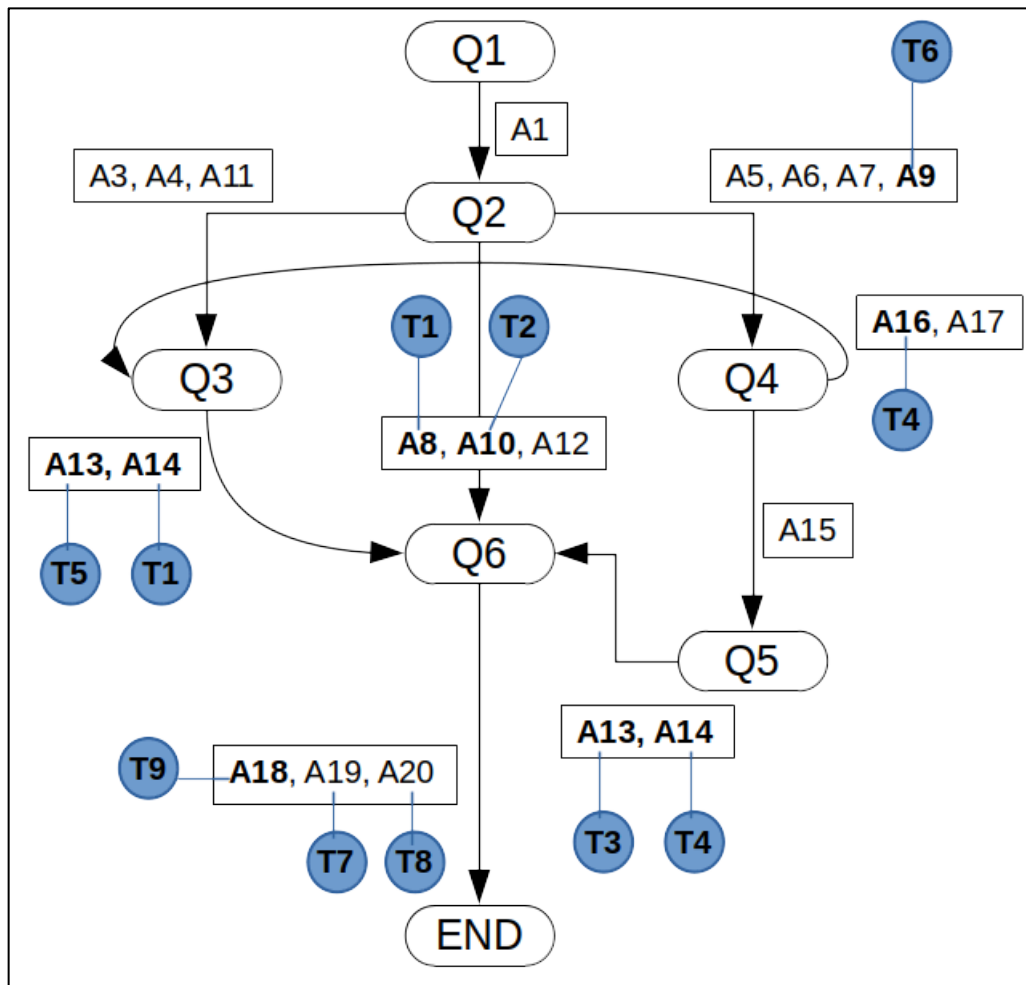 Q1
T6
A1
A3, A4, A11
A5, A6, A7, A9
Q2
T1
T2
A16, A17
Q3
Q4
T4
A8, A10, A12
A13, A14
A15
Q6
T5
T1
Q5
A13, A14
T9
A18, A19, A20
T3
T4
T7
T8
END